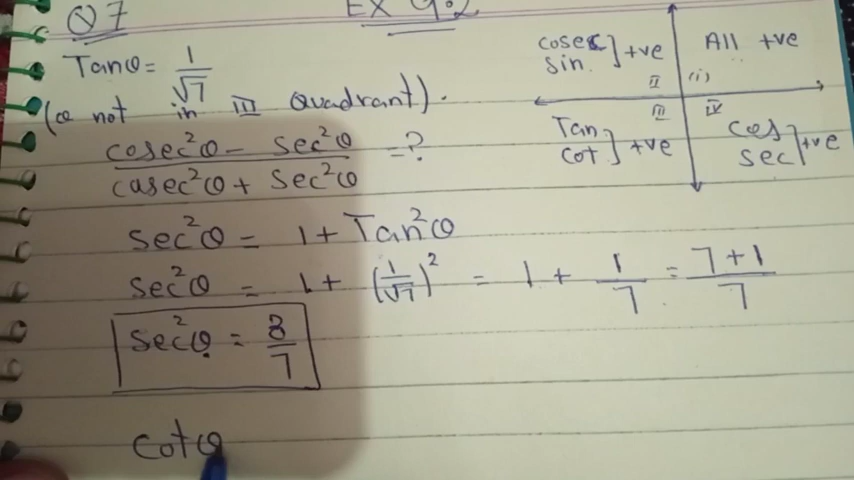 Q7
EX 9.2
Tanθ = 1/√7
(θ not in III Quadrant).
cosec²θ - sec²θ / cosec²θ + sec²θ = ?
cosec sin. ] +ve
II
All +ve
(i)
III
Tan cot ] +ve
IV
cos sec ] +ve
sec²θ = 1 + Tan²θ
sec²θ = 1 + (1/√7)² = 1 + 1/7 = 7+1/7
sec²θ = 8/7
cotθ